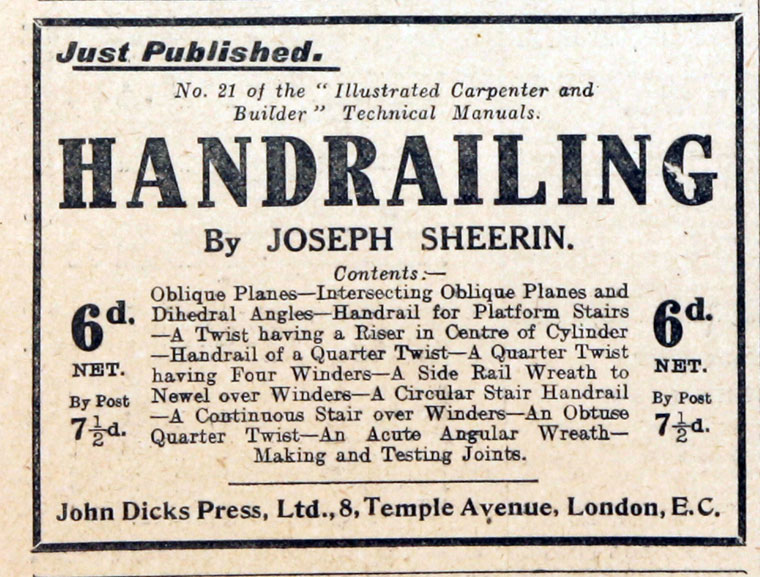 Just Published.
No. 21 of the "Illustrated Carpenter and
Builder" Technical Manuals.
HANDRAILING
By JOSEPH SHEERIN.
Contents:—
Oblique Planes—Intersecting Oblique Planes and
Dihedral Angles—Handrail for Platform Stairs
—A Twist having a Riser in Centre of Cylinder
—Handrail of a Quarter Twist—A Quarter Twist
having Four Winders—A Side Rail Wreath to
Newel over Winders—A Circular Stair Handrail
—A Continuous Stair over Winders—An Obtuse
Quarter Twist—An Acute Angular Wreath—
Making and Testing Joints.
6d.
NET.
By Post
7½d.
6d.
NET.
By Post
7½d.
John Dicks Press, Ltd., 8, Temple Avenue, London, E.C.